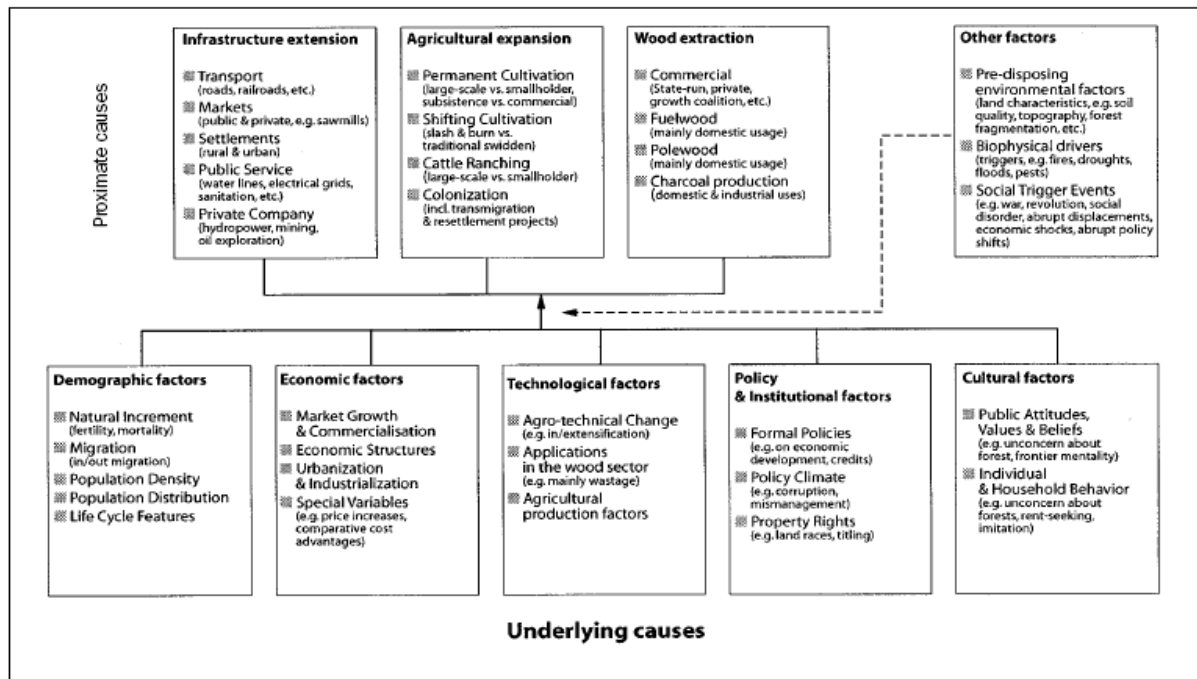 Proximate causes
Infrastructure extension
Transport
(roads, railroads, etc.)
Markets
(public & private, e.g. sawmills)
Settlements
(rural & urban)
Public Service
(water lines, electrical grids,
sanitation, etc.)
Private Company
(hydropower, mining,
oil exploration)
Agricultural expansion
Permanent Cultivation
(large-scale vs. smallholder,
subsistence vs. commercial)
Shifting Cultivation
(slash & burn vs.
traditional swidden)
Cattle Ranching
(large-scale vs. smallholder)
Colonization
(incl. transmigration
& resettlement projects)
Wood extraction
Commercial
(State-run, private,
growth coalition, etc.)
Fuelwood
(mainly domestic usage)
Polewood
(mainly domestic usage)
Charcoal production
(domestic & industrial uses)
Other factors
Pre-disposing
environmental factors
(land characteristics, e.g. soil
quality, topography, forest
fragmentation, etc.)
Biophysical drivers
(triggers, e.g. fires, droughts,
floods, pests)
Social Trigger Events
(e.g. war, revolution, social
disorder, abrupt displacements,
economic shocks, abrupt policy
shifts)
Demographic factors
Natural Increment
(fertility, mortality)
Migration
(in/out migration)
Population Density
Population Distribution
Life Cycle Features
Economic factors
Market Growth
& Commercialisation
Economic Structures
Urbanization
& Industrialization
Special Variables
(e.g. price increases,
comparative cost
advantages)
Technological factors
Agro-technical Change
(e.g. in/extensification)
Applications
in the wood sector
(e.g. mainly wastage)
Agricultural
production factors
Policy
& Institutional factors
Formal Policies
(e.g. on economic
development, credits)
Policy Climate
(e.g. corruption,
mismanagement)
Property Rights
(e.g. land races, titling)
Cultural factors
Public Attitudes,
Values & Beliefs
(e.g. unconcern about
forest, frontier mentality)
Individual
& Household Behavior
(e.g. unconcern about
forests, rent-seeking,
imitation)
Underlying causes